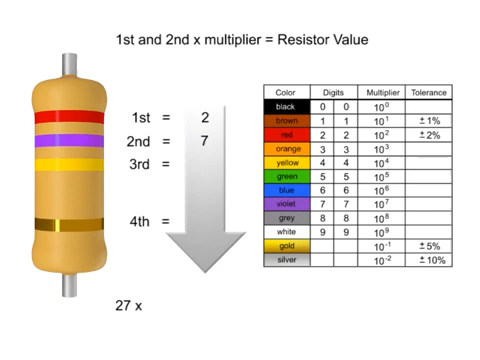 1st and 2nd x multiplier = Resistor Value
1st = 2
2nd = 7
3rd =
4th =
27 x
Color Digits Multiplier Tolerance
black 0 0 10⁰
brown 1 1 10¹ ± 1%
red 2 2 10² ± 2%
orange 3 3 10³
yellow 4 4 10⁴
green 5 5 10⁵
blue 6 6 10⁶
violet 7 7 10⁷
grey 8 8 10⁸
white 9 9 10⁹
gold 10⁻¹ ± 5%
silver 10⁻² ± 10%